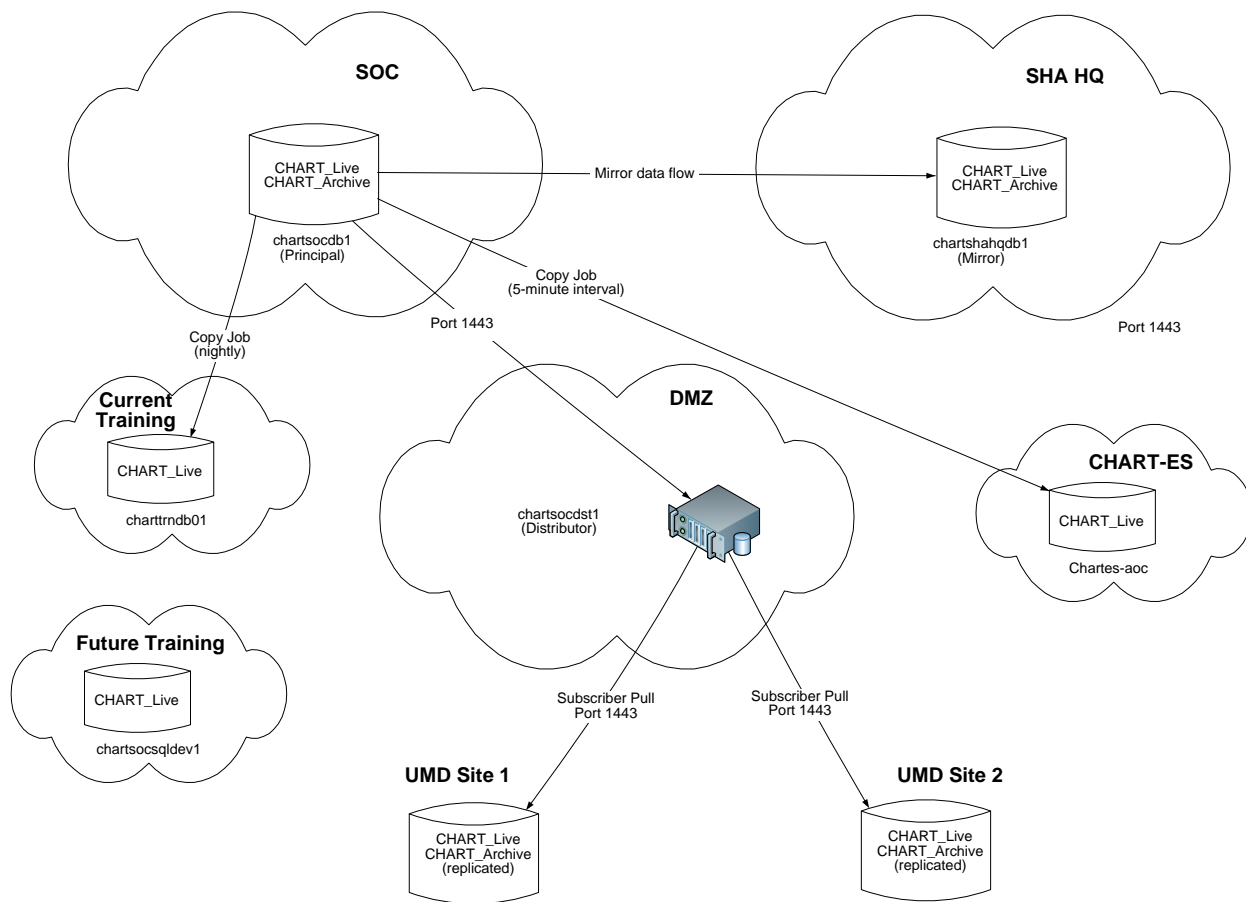 SOC
CHART_Live
CHART_Archive
chartsocdb1
(Principal)
Mirror data flow
SHA HQ
CHART_Live
CHART_Archive
chartshahqdb1
(Mirror)
Port 1443
Copy Job
(5-minute interval)
Port 1443
Copy Job
(nightly)
Current
Training
CHART_Live
charttrndb01
DMZ
chartsocdst1
(Distributor)
CHART-ES
CHART_Live
Chartes-aoc
Future Training
CHART_Live
chartsocsqldev1
Subscriber Pull
Port 1443
Subscriber Pull
Port 1443
UMD Site 1
CHART_Live
CHART_Archive
(replicated)
UMD Site 2
CHART_Live
CHART_Archive
(replicated)